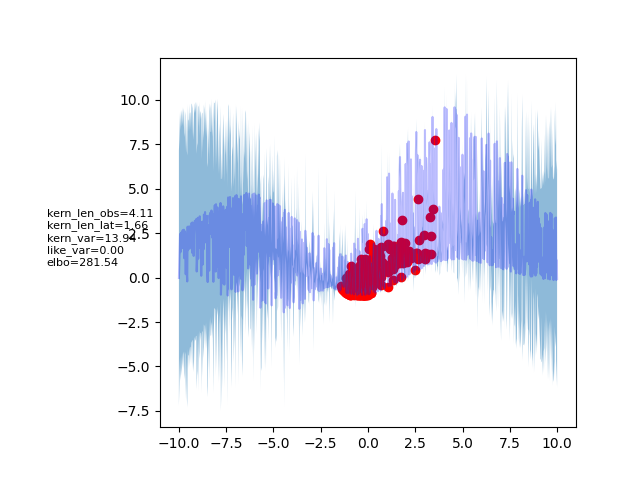 10.0
7.5
5.0
kern_len_obs=4.11
kern_len_lat=1.66
kern_var=13.94
2.5
like_var=0.00
elbo=281.54
0.0
−2.5
−5.0
−7.5
−10.0 −7.5 −5.0 −2.5 0.0 2.5 5.0 7.5 10.0